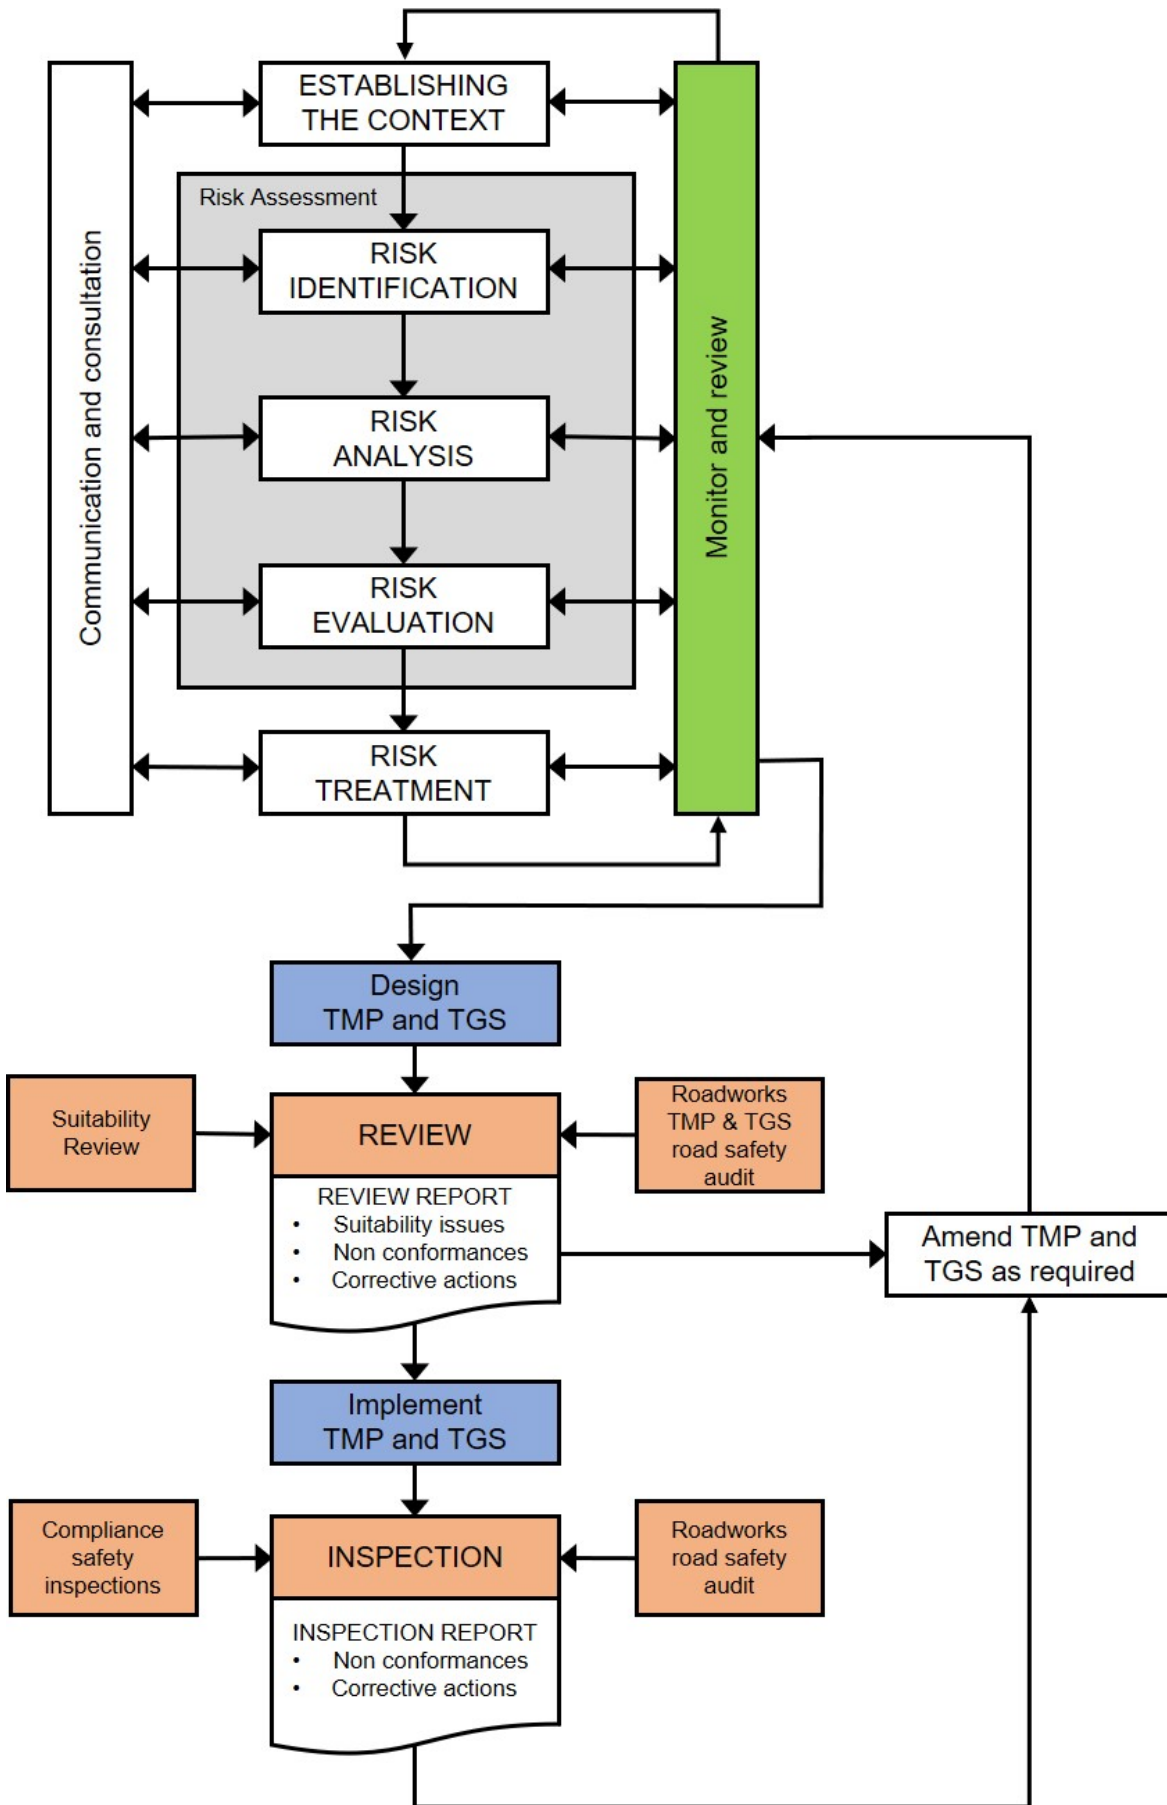 ESTABLISHING
THE CONTEXT
Risk Assessment
RISK
IDENTIFICATION
RISK
ANALYSIS
RISK
EVALUATION
RISK
TREATMENT
Communication and consultation
Monitor and review
Design
TMP and TGS
Suitability
Review
REVIEW
Roadworks
TMP & TGS
road safety
audit
REVIEW REPORT
• Suitability issues
• Non conformances
• Corrective actions
Amend TMP and
TGS as required
Implement
TMP and TGS
Compliance
safety
inspections
INSPECTION
Roadworks
road safety
audit
INSPECTION REPORT
• Non conformances
• Corrective actions